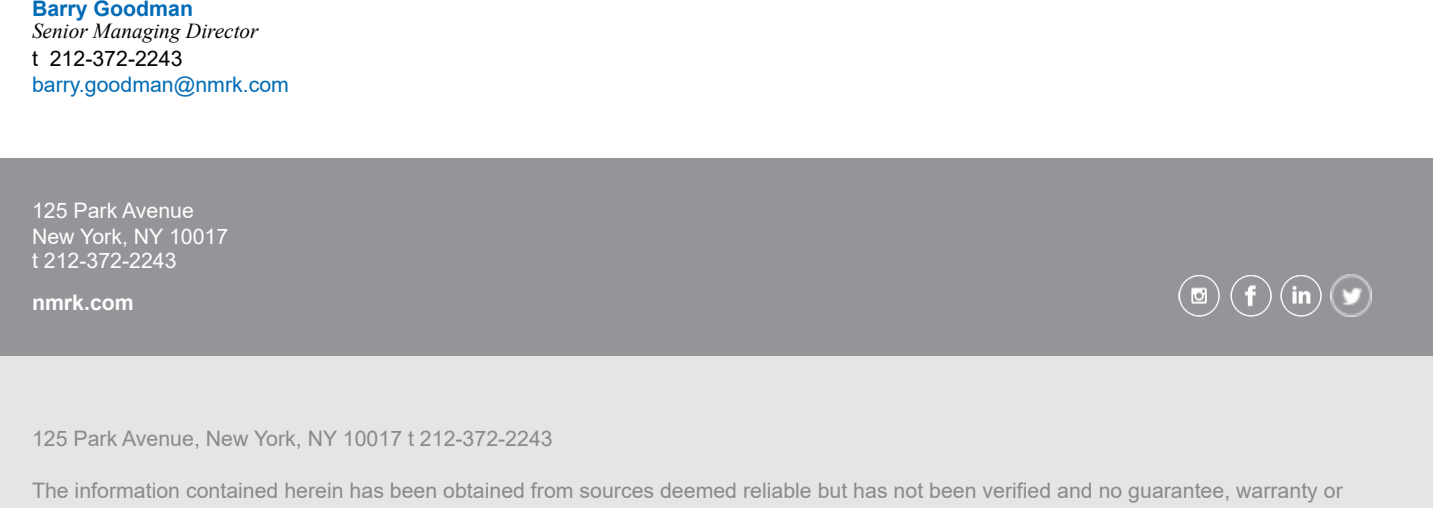 Barry Goodman
Senior Managing Director
t 212-372-2243
barry.goodman@nmrk.com
125 Park Avenue
New York, NY 10017
t 212-372-2243
nmrk.com
f
in
125 Park Avenue, New York, NY 10017 t 212-372-2243
The information contained herein has been obtained from sources deemed reliable but has not been verified and no guarantee, warranty or